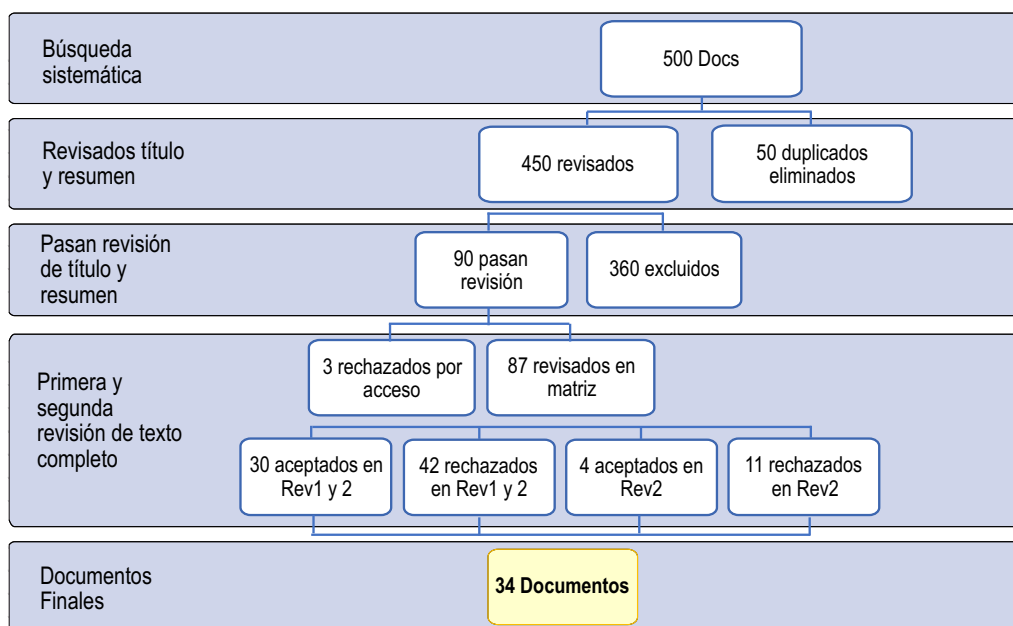 Búsqueda
sistemática
500 Docs
Revisados título
y resumen
450 revisados
50 duplicados
eliminados
Pasan revisión
de título y
resumen
90 pasan
revisión
360 excluidos
Primera y
segunda
revisión de texto
completo
3 rechazados por
acceso
87 revisados en
matriz
30 aceptados en
Rev1 y 2
42 rechazados
en Rev1 y 2
4 aceptados en
Rev2
11 rechazados
en Rev2
Documentos
Finales
34 Documentos